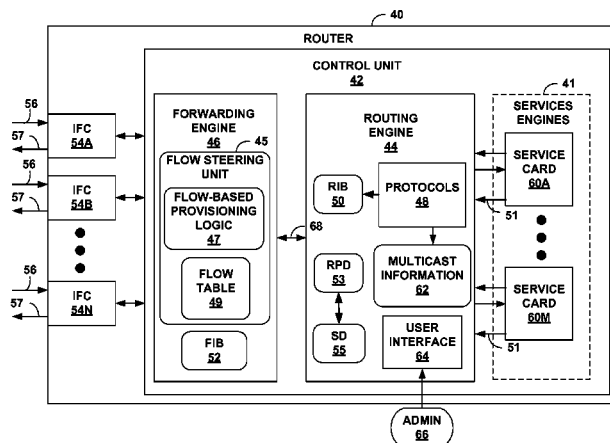 40
ROUTER
CONTROL UNIT
42
41
56
57
IFC
54A
56
57
IFC
54B
56
57
IFC
54N
FORWARDING
ENGINE
46
45
FLOW STEERING
UNIT
FLOW-BASED
PROVISIONING
LOGIC
47
FLOW
TABLE
49
FIB
52
68
ROUTING
ENGINE
44
RIB
50
PROTOCOLS
48
RPD
53
MULTICAST
INFORMATION
62
SD
55
USER
INTERFACE
64
SERVICES
ENGINES
SERVICE
CARD
60A
51
SERVICE
CARD
60M
51
ADMIN
66